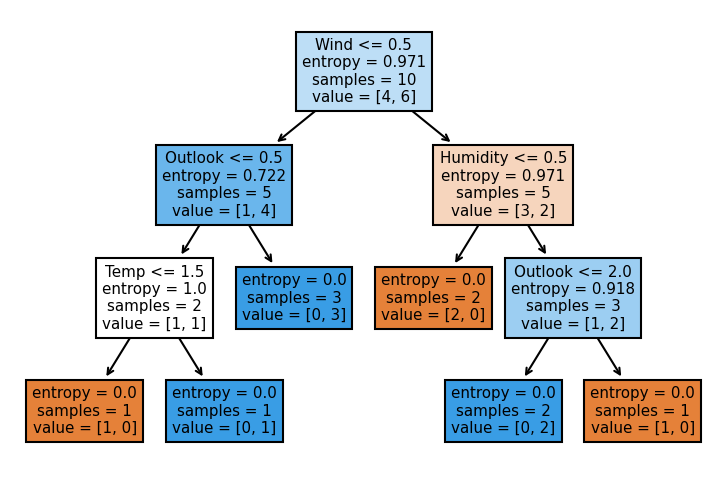 Wind <= 0.5
entropy = 0.971
samples = 10
value = [4, 6]
Outlook <= 0.5
entropy = 0.722
samples = 5
value = [1, 4]
Humidity <= 0.5
entropy = 0.971
samples = 5
value = [3, 2]
Temp <= 1.5
entropy = 1.0
samples = 2
value = [1, 1]
entropy = 0.0
samples = 3
value = [0, 3]
entropy = 0.0
samples = 2
value = [2, 0]
Outlook <= 2.0
entropy = 0.918
samples = 3
value = [1, 2]
entropy = 0.0
samples = 1
value = [1, 0]
entropy = 0.0
samples = 1
value = [0, 1]
entropy = 0.0
samples = 2
value = [0, 2]
entropy = 0.0
samples = 1
value = [1, 0]